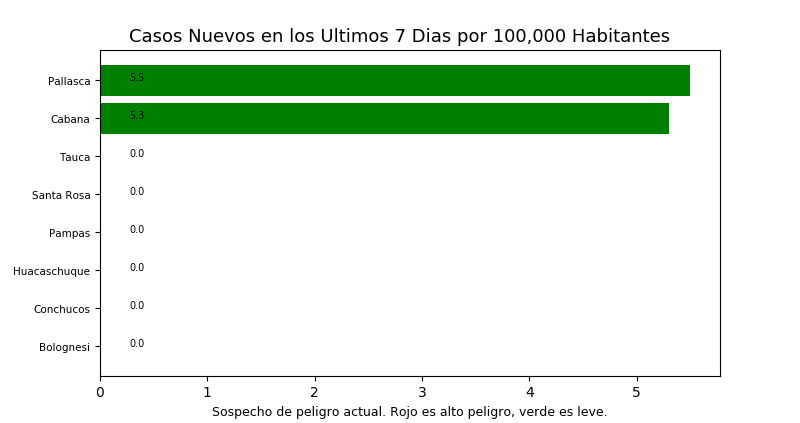 Casos Nuevos en los Ultimos 7 Dias por 100,000 Habitantes
Pallasca 5.5
Cabana 5.3
Tauca 0.0
Santa Rosa 0.0
Pampas 0.0
Huacaschuque 0.0
Conchucos 0.0
Bolognesi 0.0
0 1 2 3 4 5
Sospecho de peligro actual. Rojo es alto peligro, verde es leve.